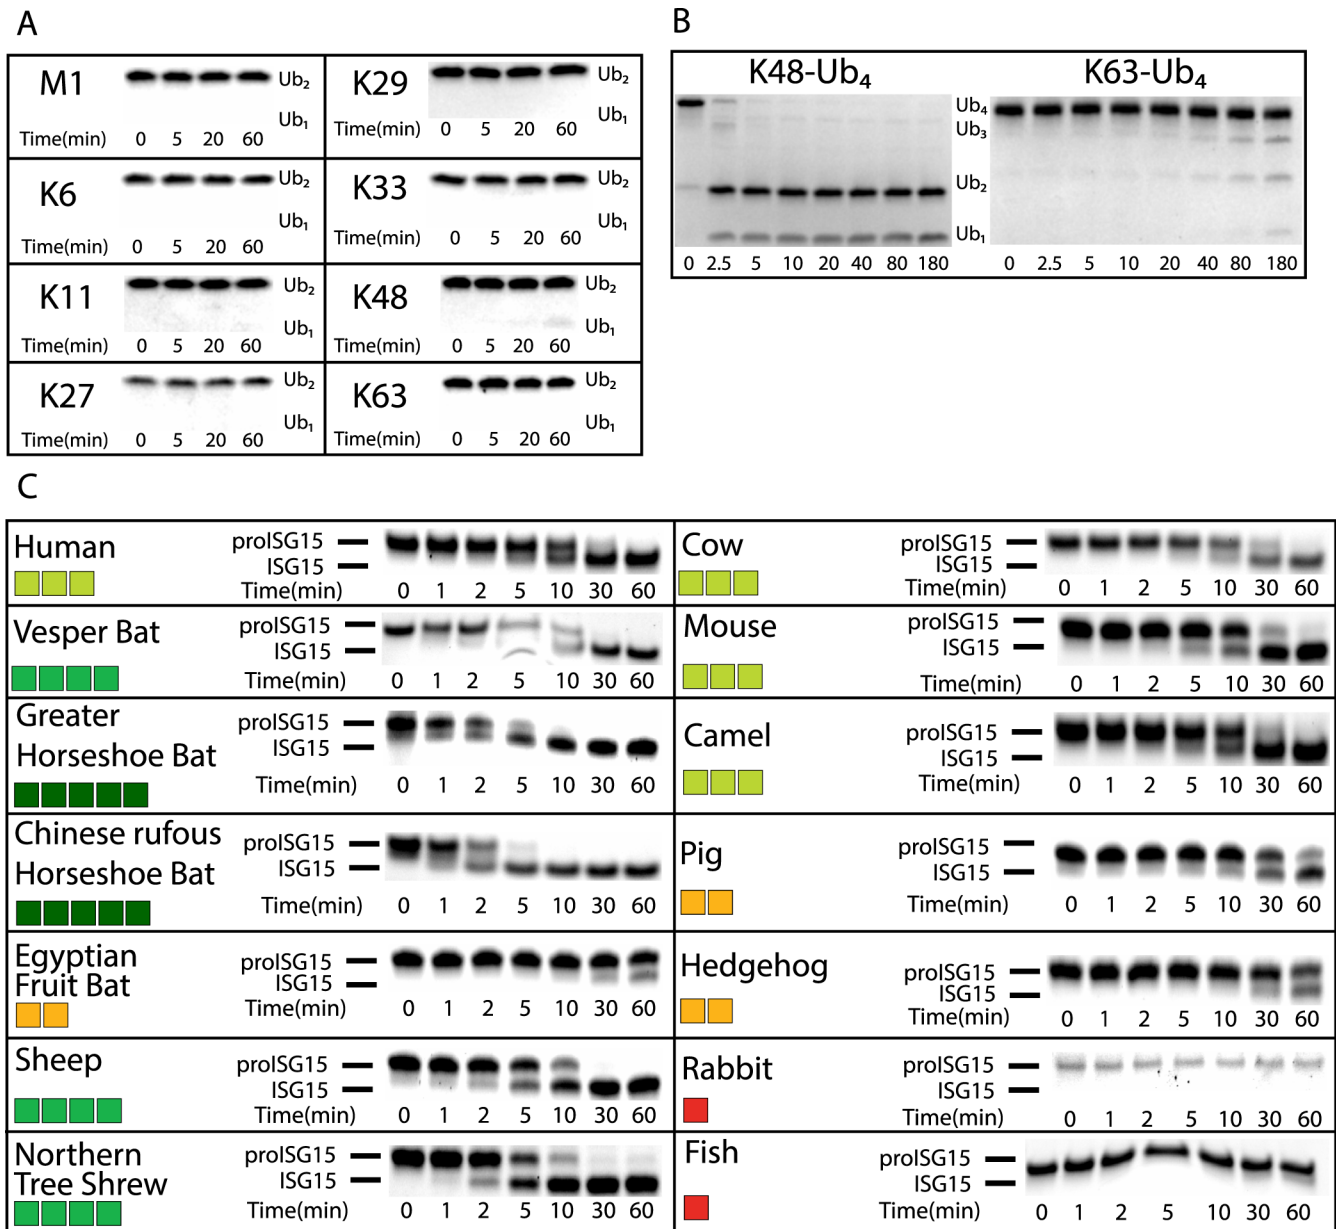 A
M1
Ub₂
Ub₁
Time(min) 0 5 20 60
K29
Ub₂
Ub₁
Time(min) 0 5 20 60
K6
Ub₂
Ub₁
Time(min) 0 5 20 60
K33
Ub₂
Ub₁
Time(min) 0 5 20 60
K11
Ub₂
Ub₁
Time(min) 0 5 20 60
K48
Ub₂
Ub₁
Time(min) 0 5 20 60
K27
Ub₂
Ub₁
Time(min) 0 5 20 60
K63
Ub₂
Ub₁
Time(min) 0 5 20 60
B
K48-Ub₄ K63-Ub₄
Ub₄
Ub₃
Ub₂
Ub₁
0 2.5 5 10 20 40 80 180 0 2.5 5 10 20 40 80 180
C
Human
proISG15
ISG15
Time(min) 0 1 2 5 10 30 60
Cow
proISG15
ISG15
Time(min) 0 1 2 5 10 30 60
Vesper Bat
proISG15
ISG15
Time(min) 0 1 2 5 10 30 60
Mouse
proISG15
ISG15
Time(min) 0 1 2 5 10 30 60
Greater
Horseshoe Bat
proISG15
ISG15
Time(min) 0 1 2 5 10 30 60
Camel
proISG15
ISG15
Time(min) 0 1 2 5 10 30 60
Chinese rufous
Horseshoe Bat
proISG15
ISG15
Time(min) 0 1 2 5 10 30 60
Pig
proISG15
ISG15
Time(min) 0 1 2 5 10 30 60
Egyptian
Fruit Bat
proISG15
ISG15
Time(min) 0 1 2 5 10 30 60
Hedgehog
proISG15
ISG15
Time(min) 0 1 2 5 10 30 60
Sheep
proISG15
ISG15
Time(min) 0 1 2 5 10 30 60
Rabbit
proISG15
ISG15
Time(min) 0 1 2 5 10 30 60
Northern
Tree Shrew
proISG15
ISG15
Time(min) 0 1 2 5 10 30 60
Fish
proISG15
ISG15
Time(min) 0 1 2 5 10 30 60